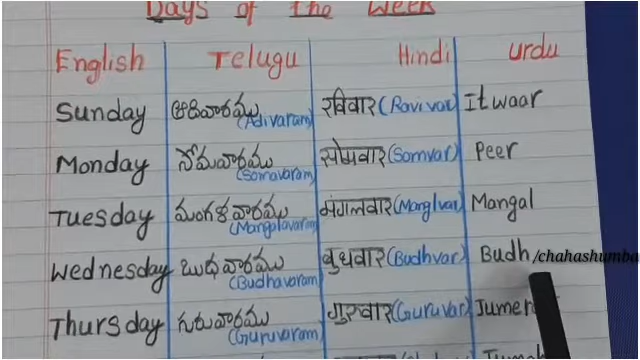 Days of The Week
English Telugu Hindi Urdu
Sunday ఆదివారము (Adivaram) रविवार (Ravivar) Itwaar
Monday సోమవారము (Somavaram) सोमवार (Somvar) Peer
Tuesday మంగళవారము (Mangalavaram) मंगलवार (Manglvar) Mangal
Wednesday బుధవారము (Budhavaram) बुधवार (Budhvar) Budh/chahashumba
Thursday గురువారము (Guruvaram) गुरुवार (Guruvar)